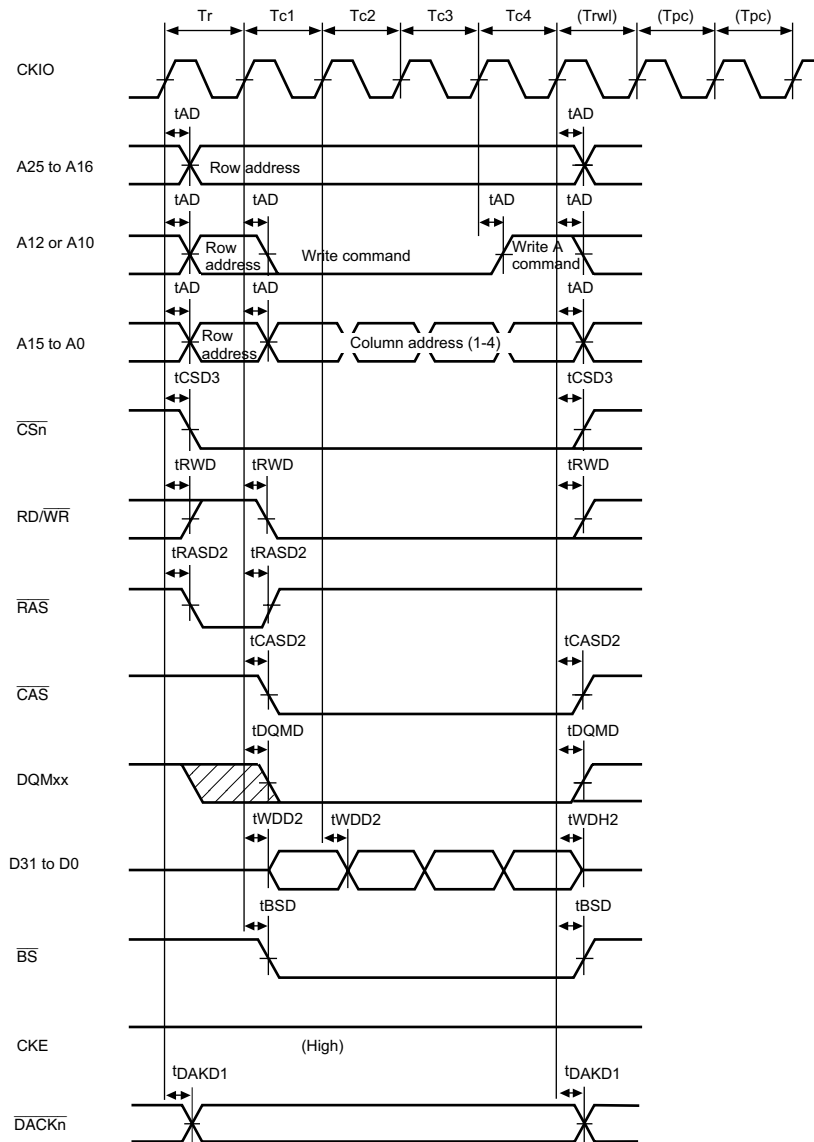 Tr Tc1 Tc2 Tc3 Tc4 (Trwl) (Tpc) (Tpc)
CKIO
tAD tAD
A25 to A16 Row address
tAD tAD tAD tAD
A12 or A10 Row address Write command Write A command
tAD tAD tAD
A15 to A0 Row address Column address (1-4)
tCSD3 tCSD3
CSn
tRWD tRWD tRWD
RD/WR
tRASD2 tRASD2
RAS
tCASD2 tCASD2
CAS
tDQMD tDQMD
DQMxx
tWDD2 tWDD2 tWDH2
D31 to D0
tBSD tBSD
BS
CKE (High)
tDAKD1 tDAKD1
DACKn